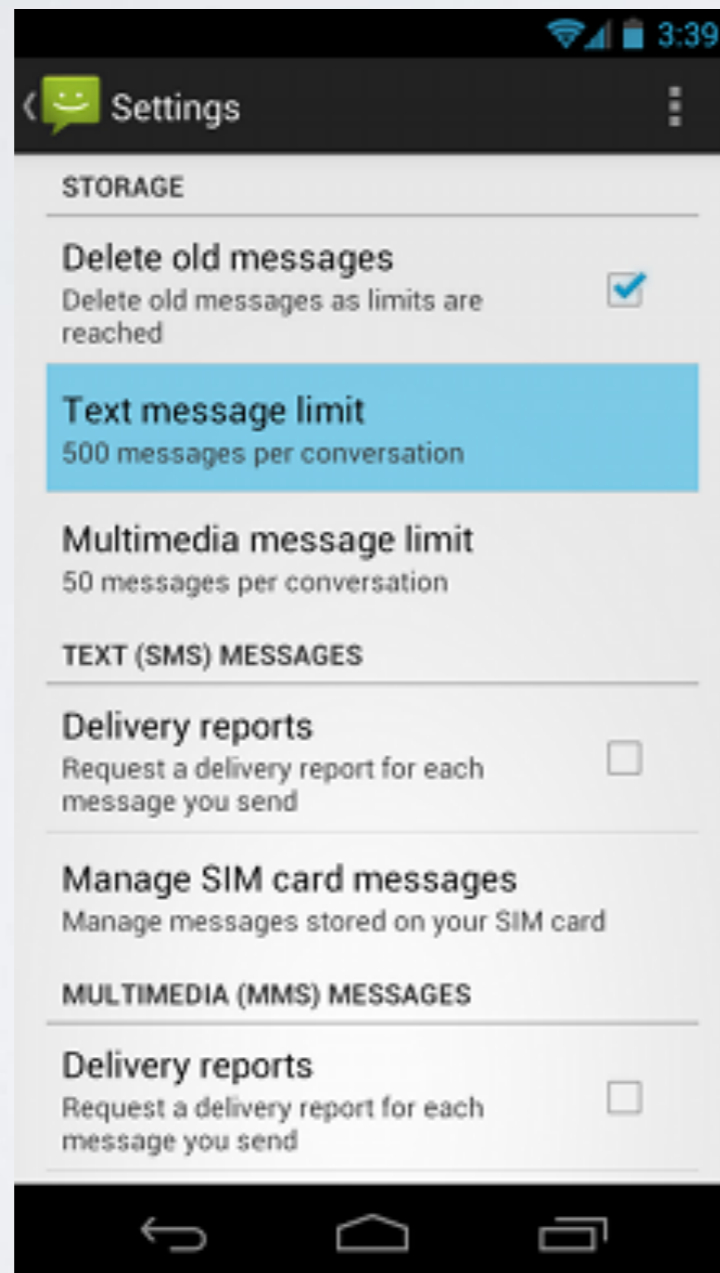 3:39
Settings
STORAGE
Delete old messages
Delete old messages as limits are
reached
Text message limit
500 messages per conversation
Multimedia message limit
50 messages per conversation
TEXT (SMS) MESSAGES
Delivery reports
Request a delivery report for each
message you send
Manage SIM card messages
Manage messages stored on your SIM card
MULTIMEDIA (MMS) MESSAGES
Delivery reports
Request a delivery report for each
message you send